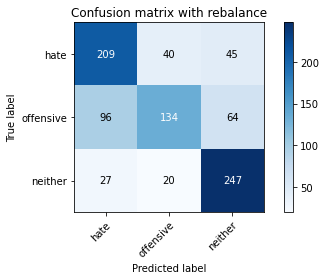 Confusion matrix with rebalance
True label
hate
209 40 45
offensive
96 134 64
neither
27 20 247
hate
offensive
neither
Predicted label
200
150
100
50